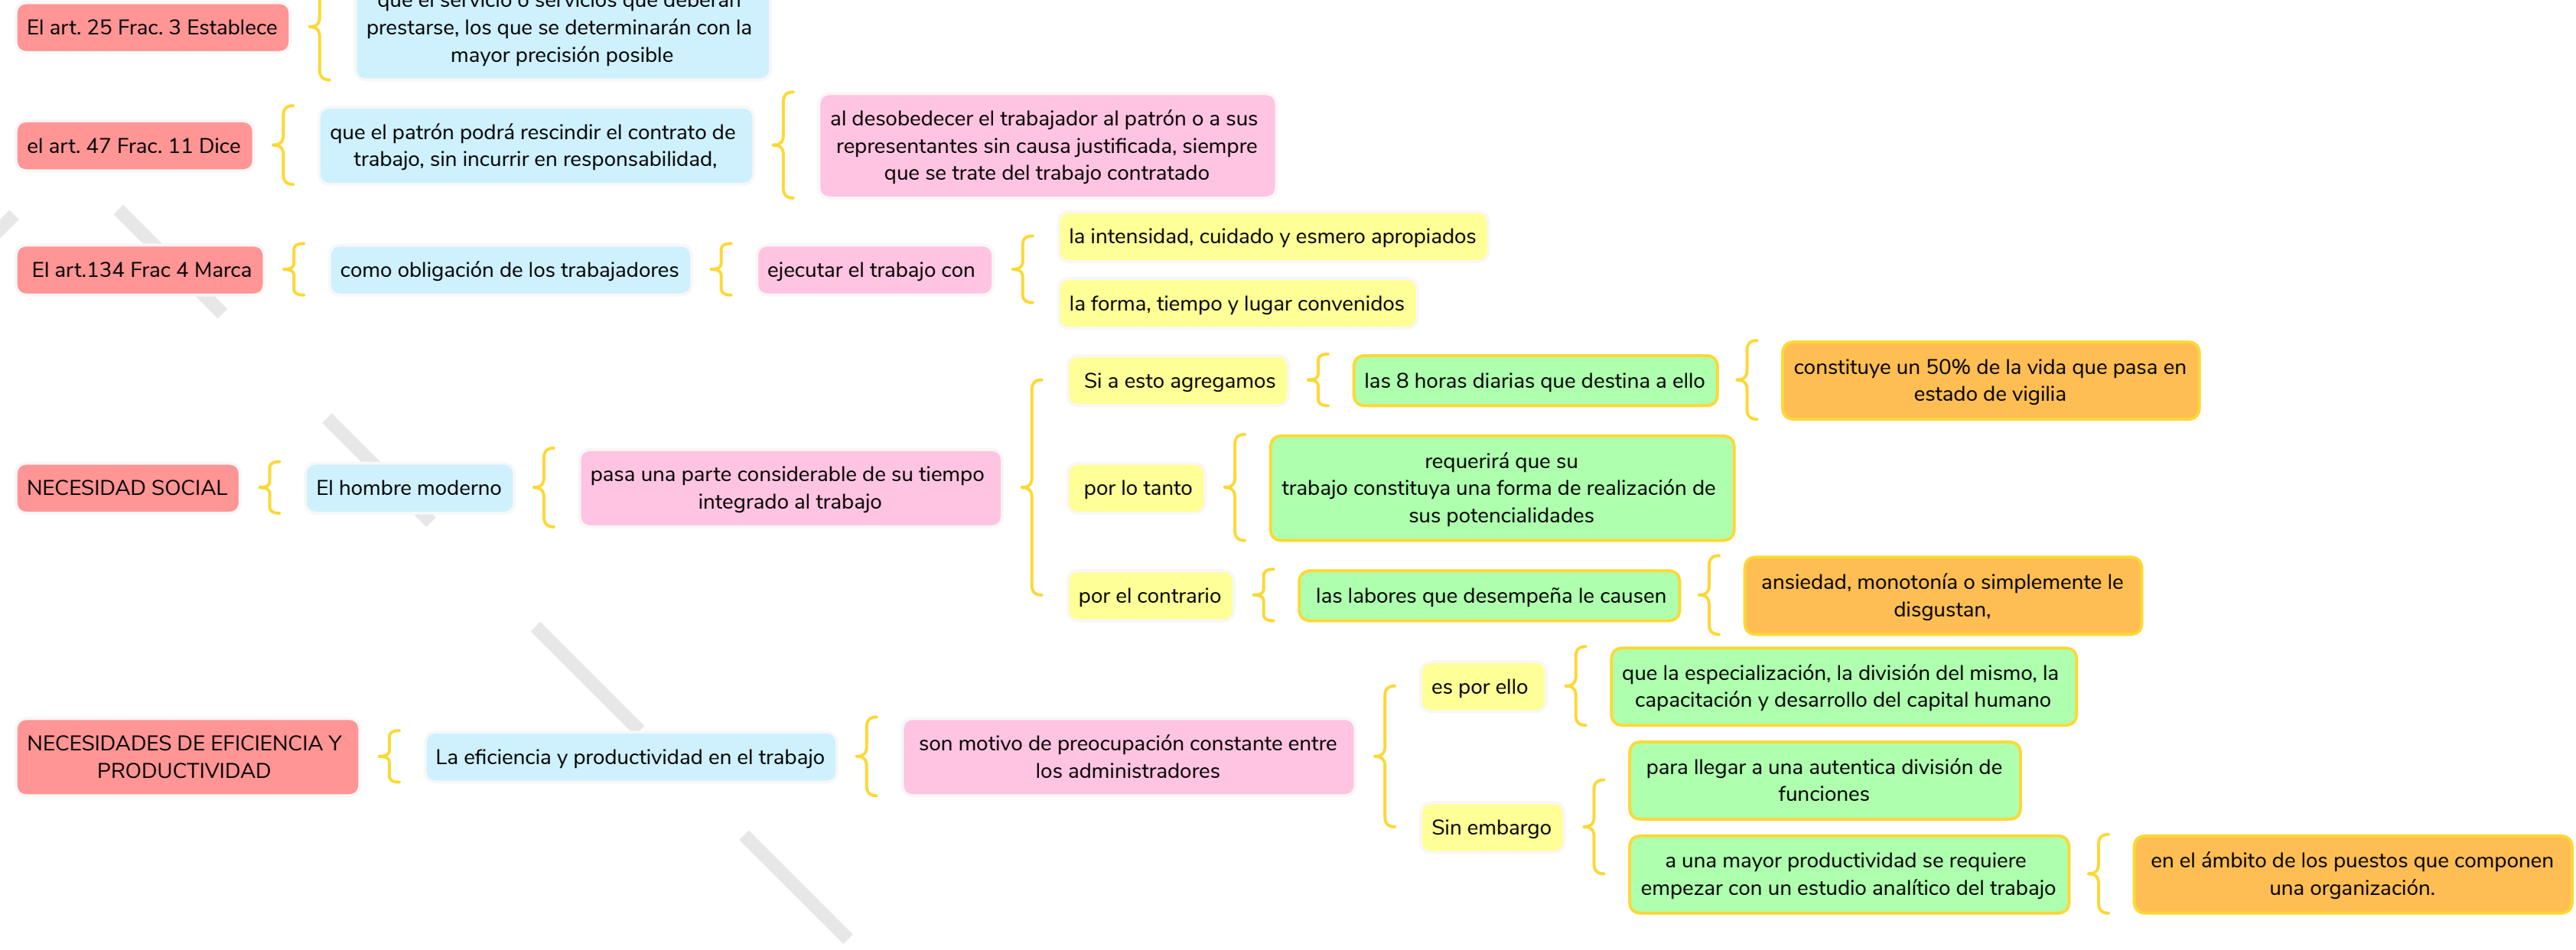 que el servicio o servicios que deberán
El art. 25 Frac. 3 Establece
prestarse, los que se determinarán con la
mayor precisión posible
el art. 47 Frac. 11 Dice
que el patrón podrá rescindir el contrato de
trabajo, sin incurrir en responsabilidad,
al desobedecer el trabajador al patrón o a sus
representantes sin causa justificada, siempre
que se trate del trabajo contratado
El art.134 Frac 4 Marca
como obligación de los trabajadores
ejecutar el trabajo con
la intensidad, cuidado y esmero apropiados
la forma, tiempo y lugar convenidos
NECESIDAD SOCIAL
El hombre moderno
pasa una parte considerable de su tiempo
integrado al trabajo
Si a esto agregamos
las 8 horas diarias que destina a ello
constituye un 50% de la vida que pasa en
estado de vigilia
por lo tanto
requerirá que su
trabajo constituya una forma de realización de
sus potencialidades
por el contrario
las labores que desempeña le causen
ansiedad, monotonía o simplemente le
disgustan,
NECESIDADES DE EFICIENCIA Y
PRODUCTIVIDAD
La eficiencia y productividad en el trabajo
son motivo de preocupación constante entre
los administradores
es por ello
que la especialización, la división del mismo, la
capacitación y desarrollo del capital humano
Sin embargo
para llegar a una autentica división de
funciones
a una mayor productividad se requiere
empezar con un estudio analítico del trabajo
en el ámbito de los puestos que componen
una organización.